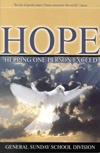 HOPE
HELPING ONE PERSON EXCEED
GENERAL SUNDAY SCHOOL DIVISION